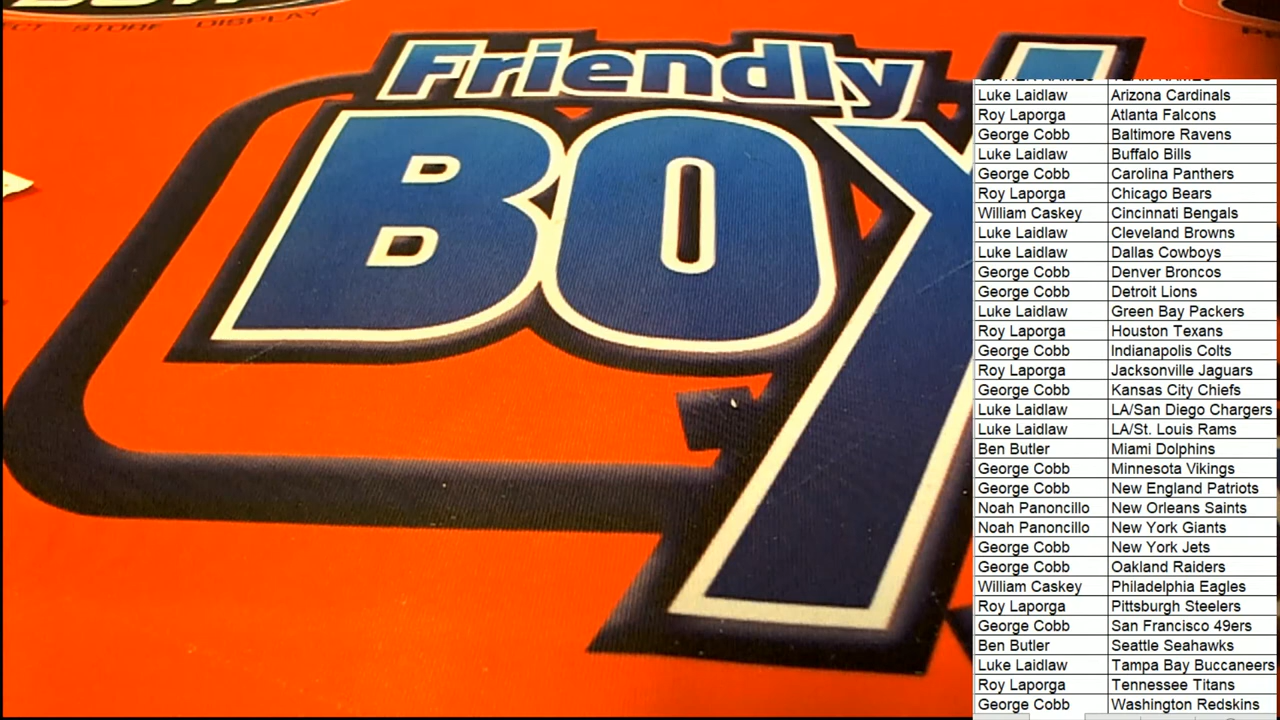 ECT STORE DISPLAY
Friendly
BOX
Luke Laidlaw Arizona Cardinals
Roy Laporga Atlanta Falcons
George Cobb Baltimore Ravens
Luke Laidlaw Buffalo Bills
George Cobb Carolina Panthers
Roy Laporga Chicago Bears
William Caskey Cincinnati Bengals
Luke Laidlaw Cleveland Browns
Luke Laidlaw Dallas Cowboys
George Cobb Denver Broncos
George Cobb Detroit Lions
Luke Laidlaw Green Bay Packers
Roy Laporga Houston Texans
George Cobb Indianapolis Colts
Roy Laporga Jacksonville Jaguars
George Cobb Kansas City Chiefs
Luke Laidlaw LA/San Diego Chargers
Luke Laidlaw LA/St. Louis Rams
Ben Butler Miami Dolphins
George Cobb Minnesota Vikings
George Cobb New England Patriots
Noah Panoncillo New Orleans Saints
Noah Panoncillo New York Giants
George Cobb New York Jets
George Cobb Oakland Raiders
William Caskey Philadelphia Eagles
Roy Laporga Pittsburgh Steelers
George Cobb San Francisco 49ers
Ben Butler Seattle Seahawks
Luke Laidlaw Tampa Bay Buccaneers
Roy Laporga Tennessee Titans
George Cobb Washington Redskins